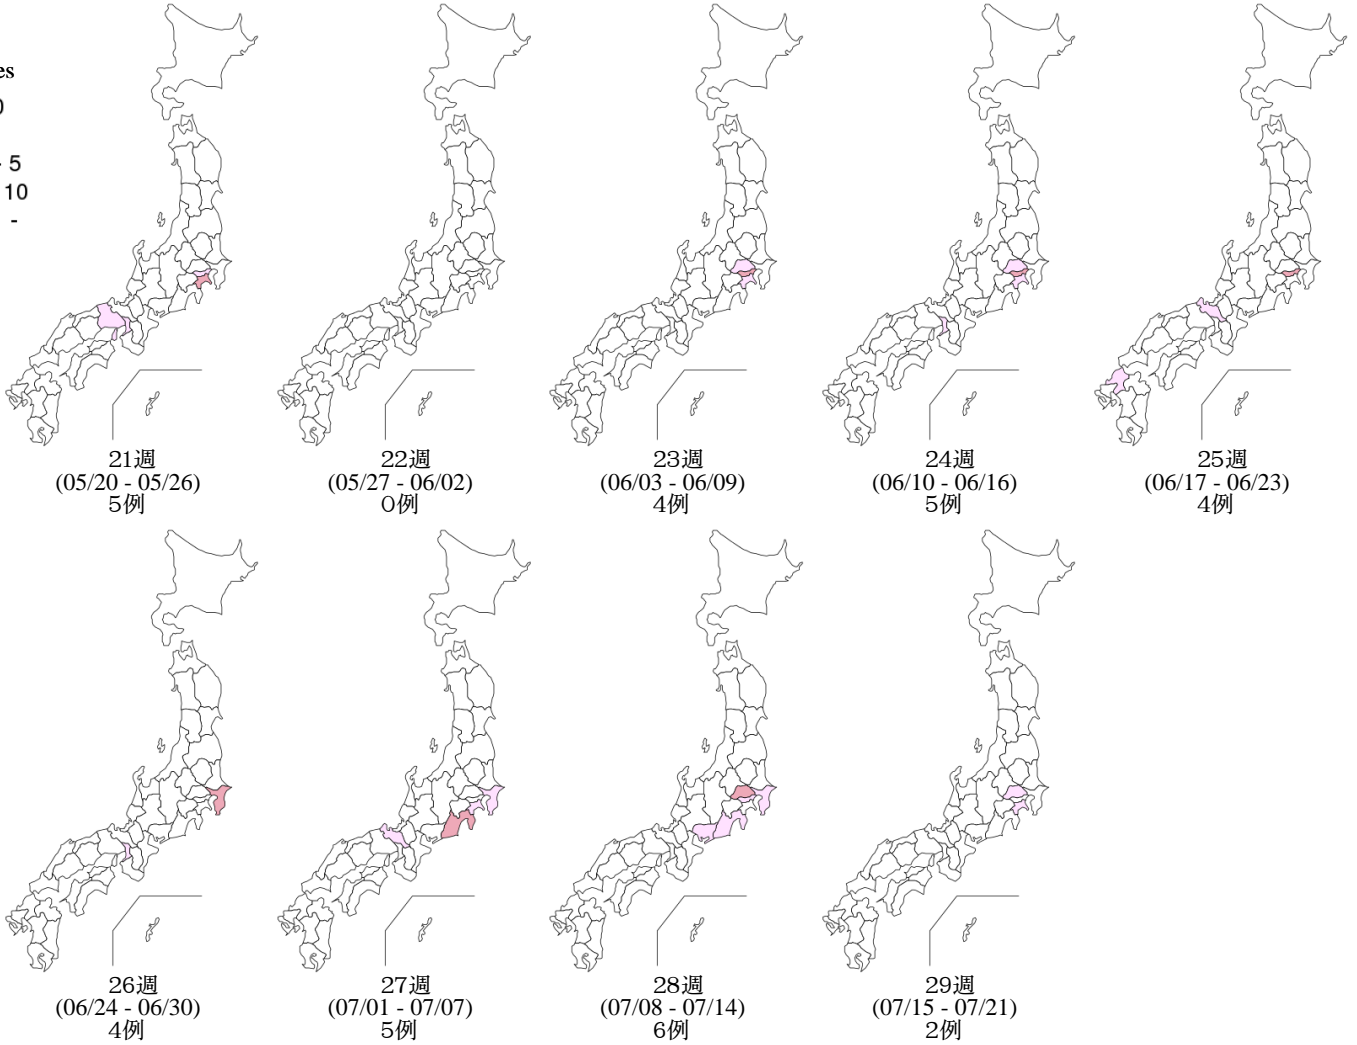 es
0
- 5
10
-
21週
(05/20 - 05/26)
5例
22週
(05/27 - 06/02)
0例
23週
(06/03 - 06/09)
4例
24週
(06/10 - 06/16)
5例
25週
(06/17 - 06/23)
4例
26週
(06/24 - 06/30)
4例
27週
(07/01 - 07/07)
5例
28週
(07/08 - 07/14)
6例
29週
(07/15 - 07/21)
2例